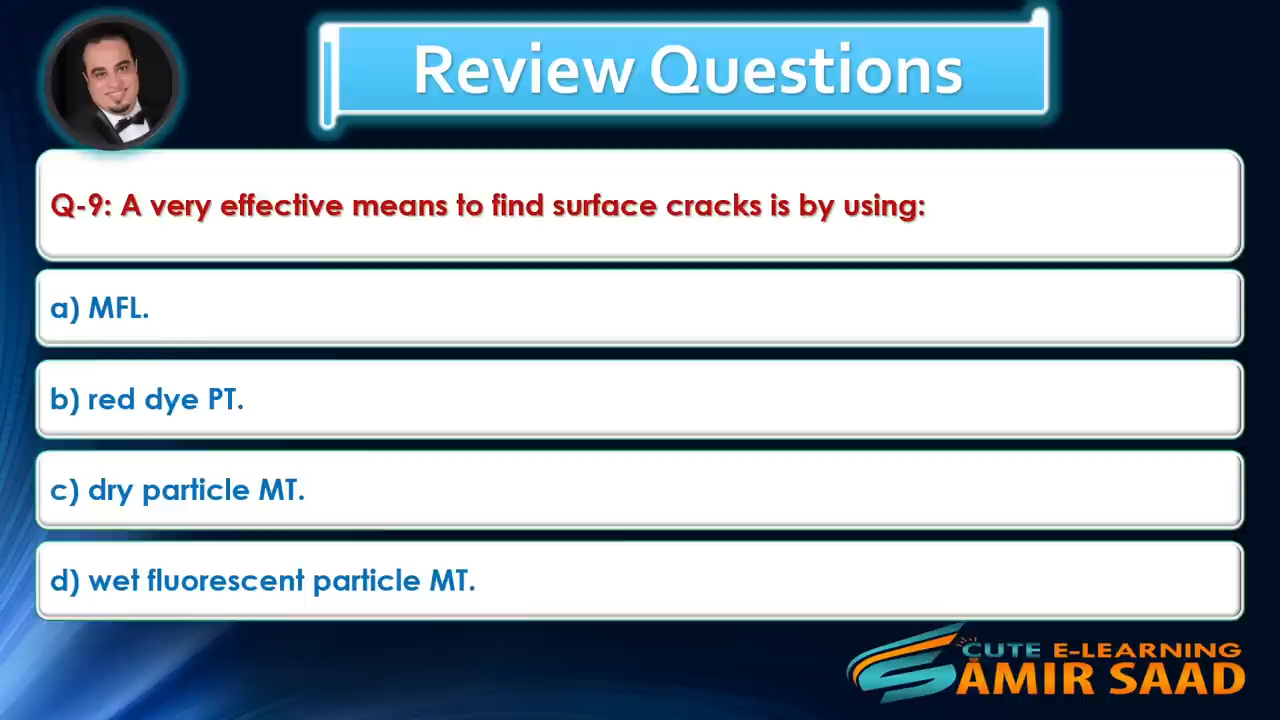 Review Questions
Q-9: A very effective means to find surface cracks is by using:
a) MFL.
b) red dye PT.
c) dry particle MT.
d) wet fluorescent particle MT.
CUTE E-LEARNING
AMIR SAAD